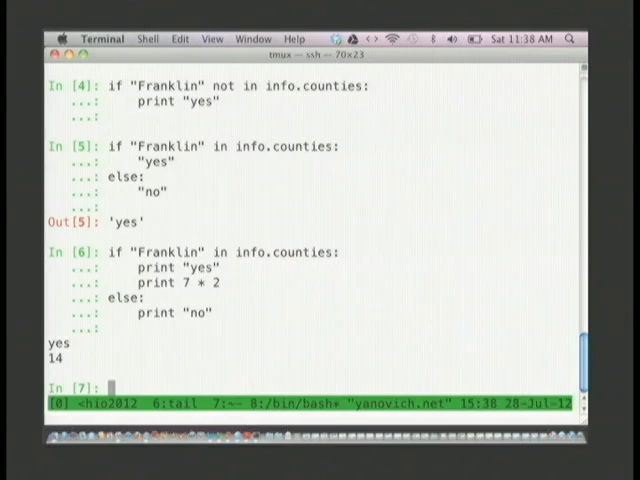 Terminal Shell Edit View Window Help Sat 11:38 AM
tmux — ssh — 70×23
In [4]: if "Franklin" not in info.counties:
   ...:     print "yes"
   ...:
In [5]: if "Franklin" in info.counties:
   ...:     "yes"
   ...: else:
   ...:     "no"
   ...:
Out[5]: 'yes'
In [6]: if "Franklin" in info.counties:
   ...:     print "yes"
   ...:     print 7 * 2
   ...: else:
   ...:     print "no"
   ...:
yes
14
In [7]:
[0] <hio2012 6:tail 7:~- 8:/bin/bash* "yanovich.net" 15:38 28-Jul-12